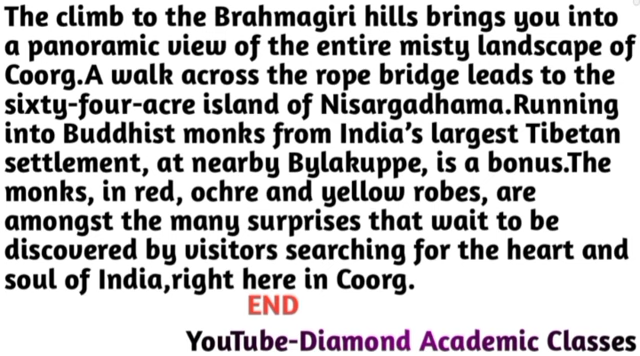 The climb to the Brahmagiri hills brings you into
a panoramic view of the entire misty landscape of
Coorg.A walk across the rope bridge leads to the
sixty-four-acre island of Nisargadhama.Running
into Buddhist monks from India's largest Tibetan
settlement, at nearby Bylakuppe, is a bonus.The
monks, in red, ochre and yellow robes, are
amongst the many surprises that wait to be
discovered by visitors searching for the heart and
soul of India,right here in Coorg.
END
YouTube-Diamond Academic Classes